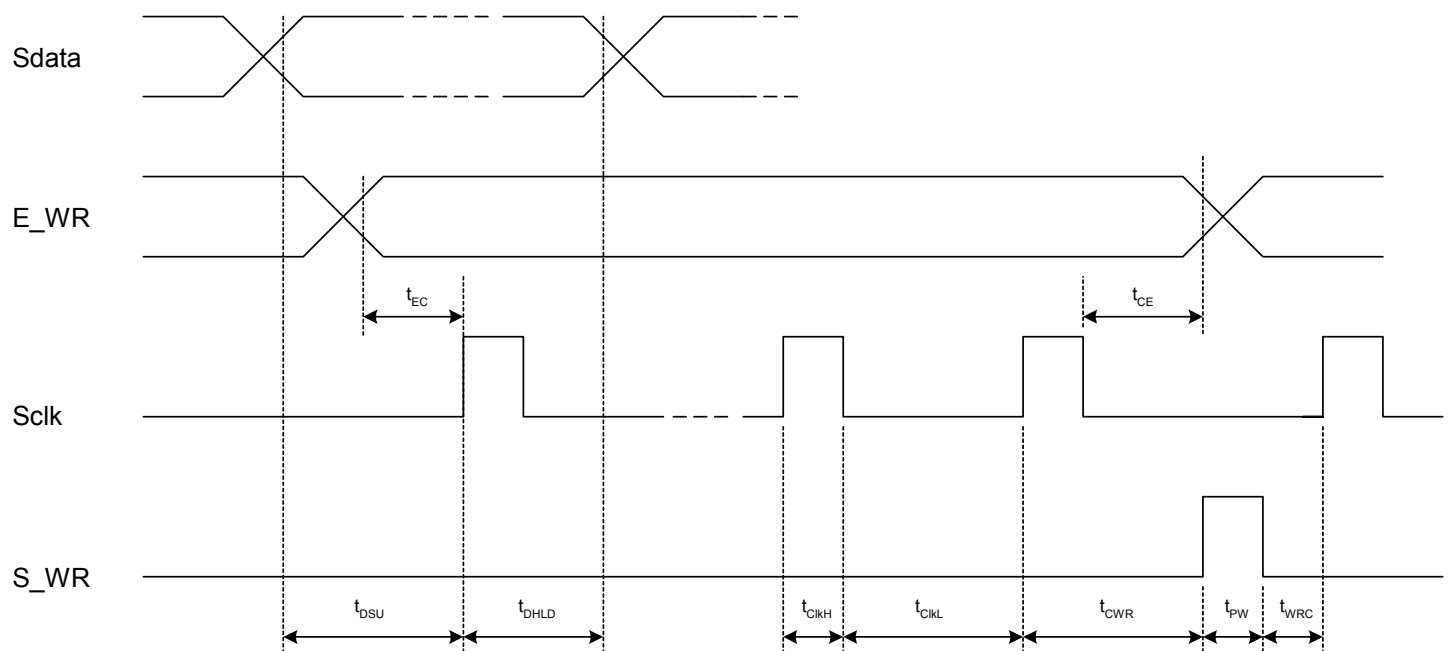 Sdata
E_WR
tEC
tCE
Sclk
S_WR
tDSU
tDHLD
tClkH
tClkL
tCWR
tPW
tWRC